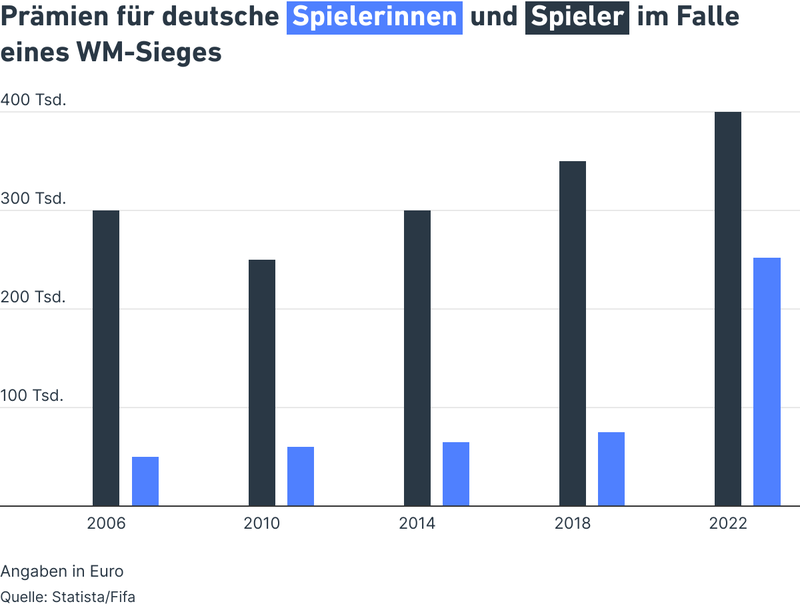 Prämien für deutsche Spielerinnen und Spieler im Falle
eines WM-Sieges
400 Tsd.
300 Tsd.
200 Tsd.
100 Tsd.
2006 2010 2014 2018 2022
Angaben in Euro
Quelle: Statista/Fifa